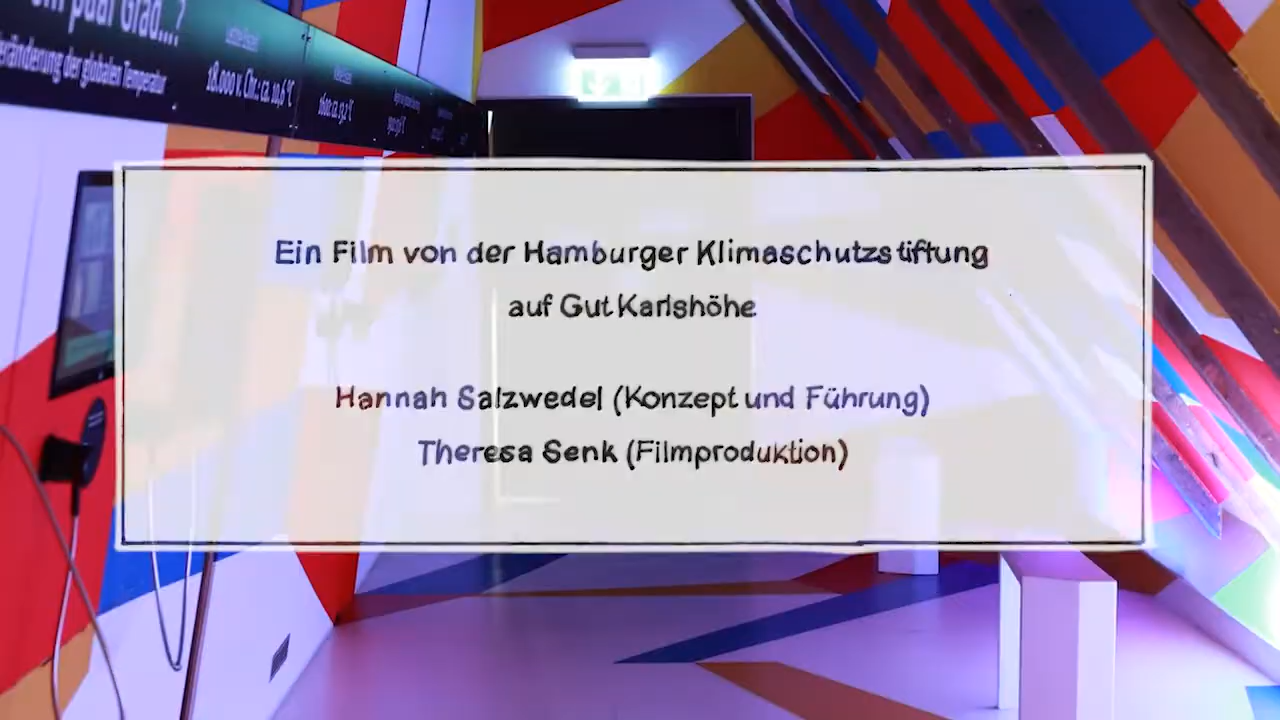 ein paar Grad...?
Veränderung der globalen Temperatur
18.000 v. Chr.: ca. 10,6 °C
Ein Film von der Hamburger Klimaschutzstiftung
auf Gut Karlshöhe
Hannah Salzwedel (Konzept und Führung)
Theresa Senk (Filmproduktion)